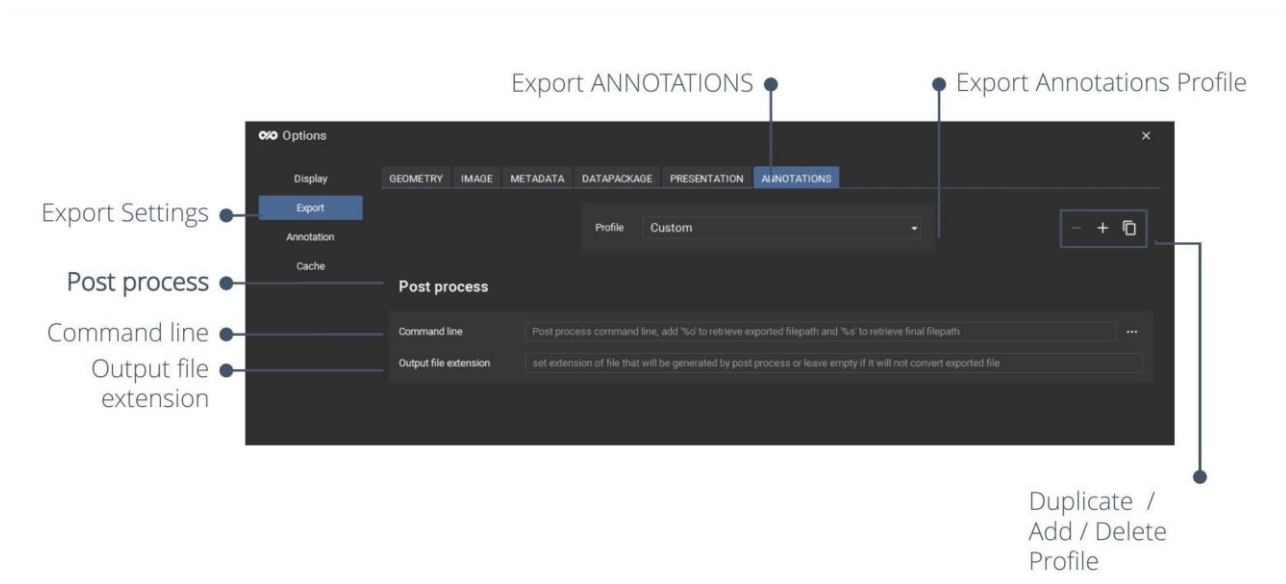 Export ANNOTATIONS
Export Annotations Profile
Options
Display
GEOMETRY IMAGE METADATA DATAPACKAGE PRESENTATION ANNOTATIONS
Export Settings
Export
Profile Custom
Annotation
Cache
Post process
Post process
Command line
Command line Post process command line, add '%o' to retrieve exported filepath and '%s' to retrieve final filepath
Output file
extension
Output file extension set extension of file that will be generated by post process or leave empty if it will not convert exported file
Duplicate /
Add / Delete
Profile